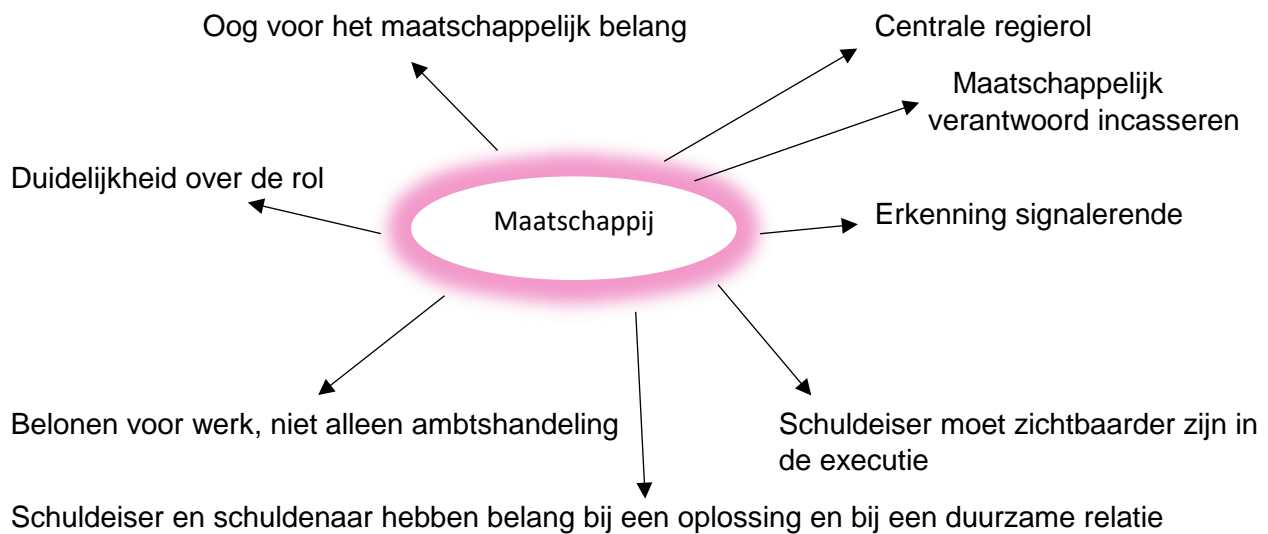 Oog voor het maatschappelijk belang
Centrale regierol
Maatschappelijk
verantwoord incasseren
Duidelijkheid over de rol
Maatschappij
Erkenning signalerende
Belonen voor werk, niet alleen ambtshandeling
Schuldeiser moet zichtbaarder zijn in
de executie
Schuldeiser en schuldenaar hebben belang bij een oplossing en bij een duurzame relatie